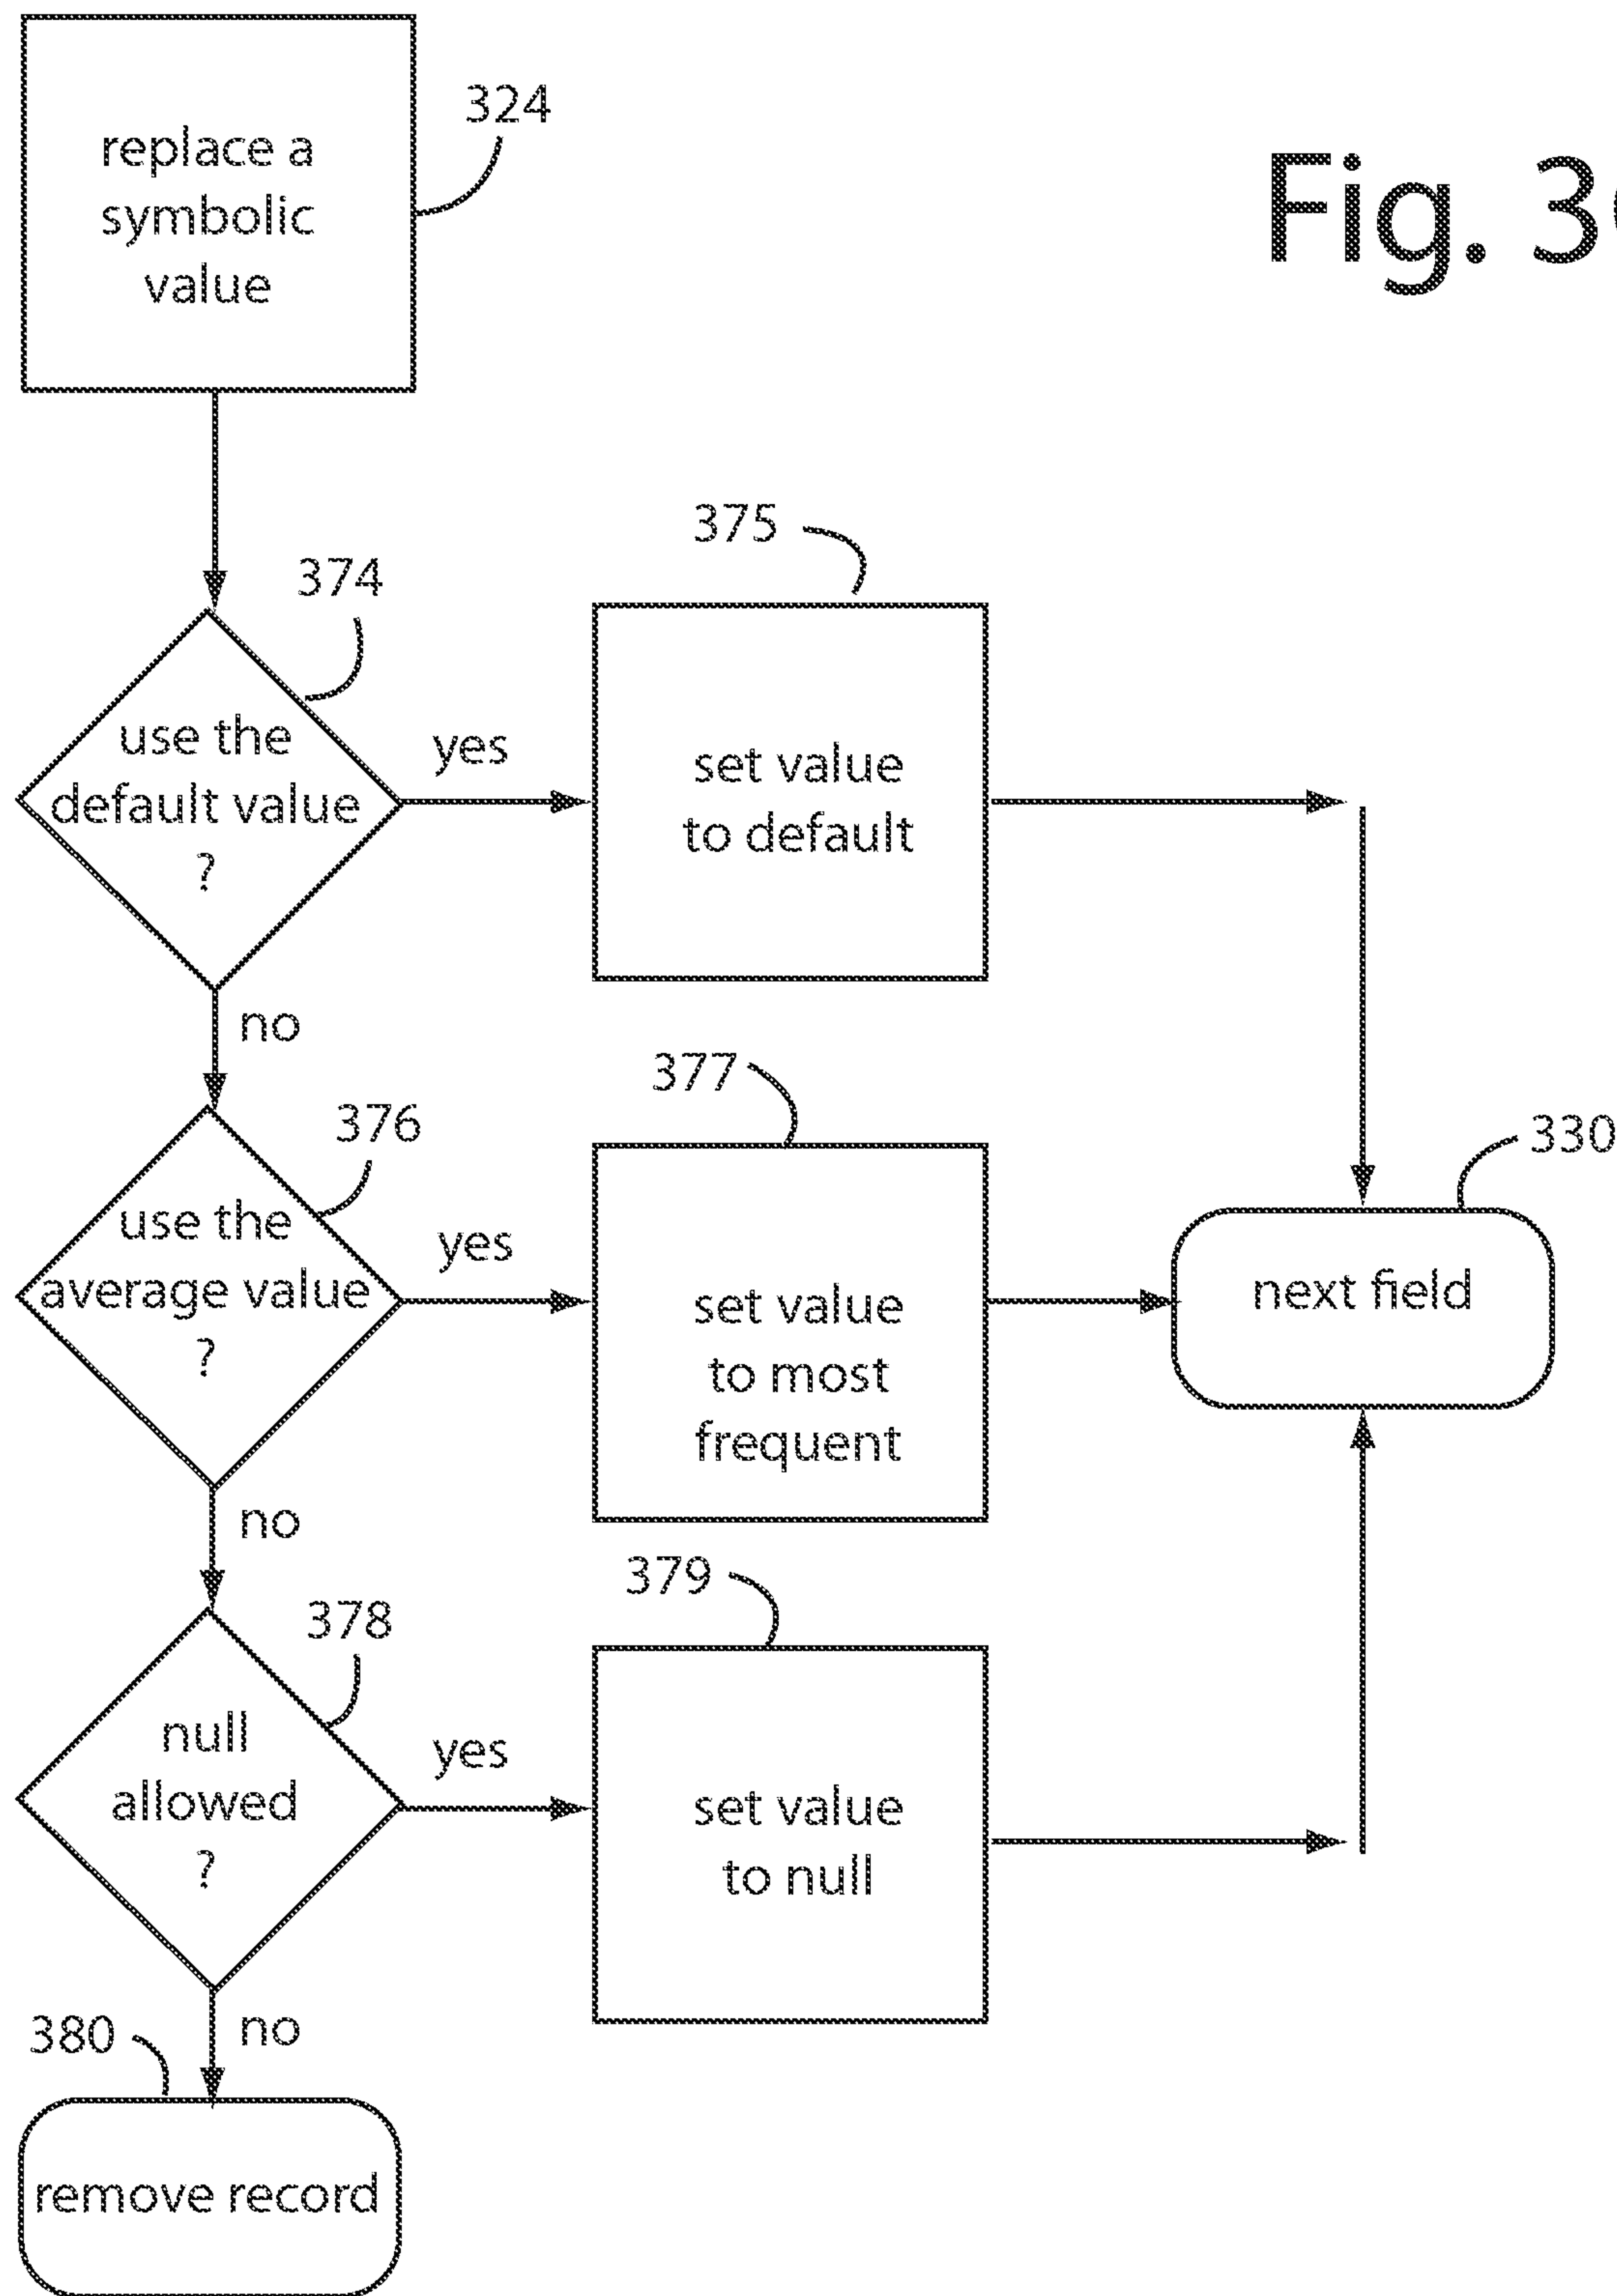 324
replace a
symbolic
value
Fig. 3
375
374
use the
default value
?
yes
set value
to default
no
377
376
use the
average value
?
yes
set value
to most
frequent
330
next field
no
379
378
null
allowed
?
yes
set value
to null
380
no
remove record